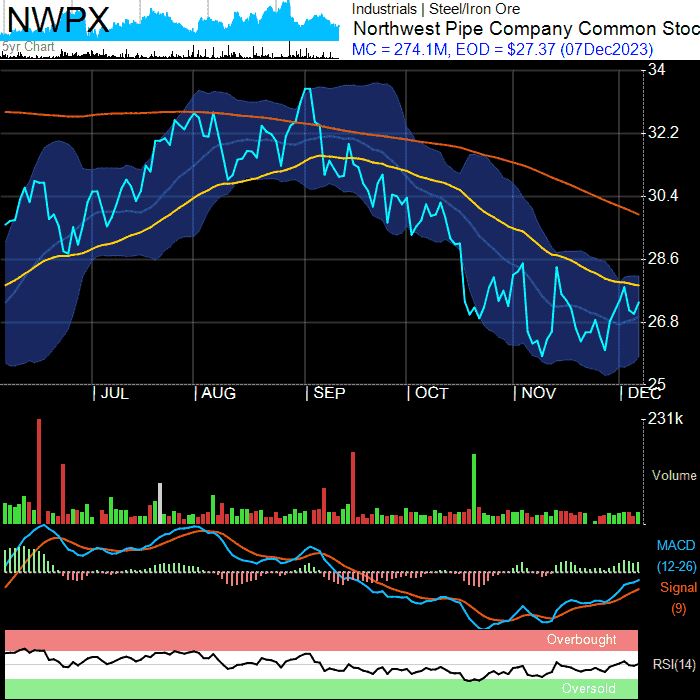 NWPX
5yr Chart
Industrials | Steel/Iron Ore
Northwest Pipe Company Common Stoc
MC = 274.1M, EOD = $27.37 (07Dec2023)
34
32.2
30.4
28.6
26.8
25
JUL AUG SEP OCT NOV DEC
231k
Volume
MACD
(12-26)
Signal
(9)
Overbought
RSI(14)
Oversold